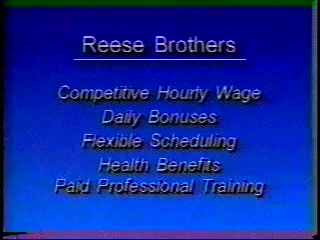 Reese Brothers
Competitive Hourly Wage
Daily Bonuses
Flexible Scheduling
Health Benefits
Paid Professional Training